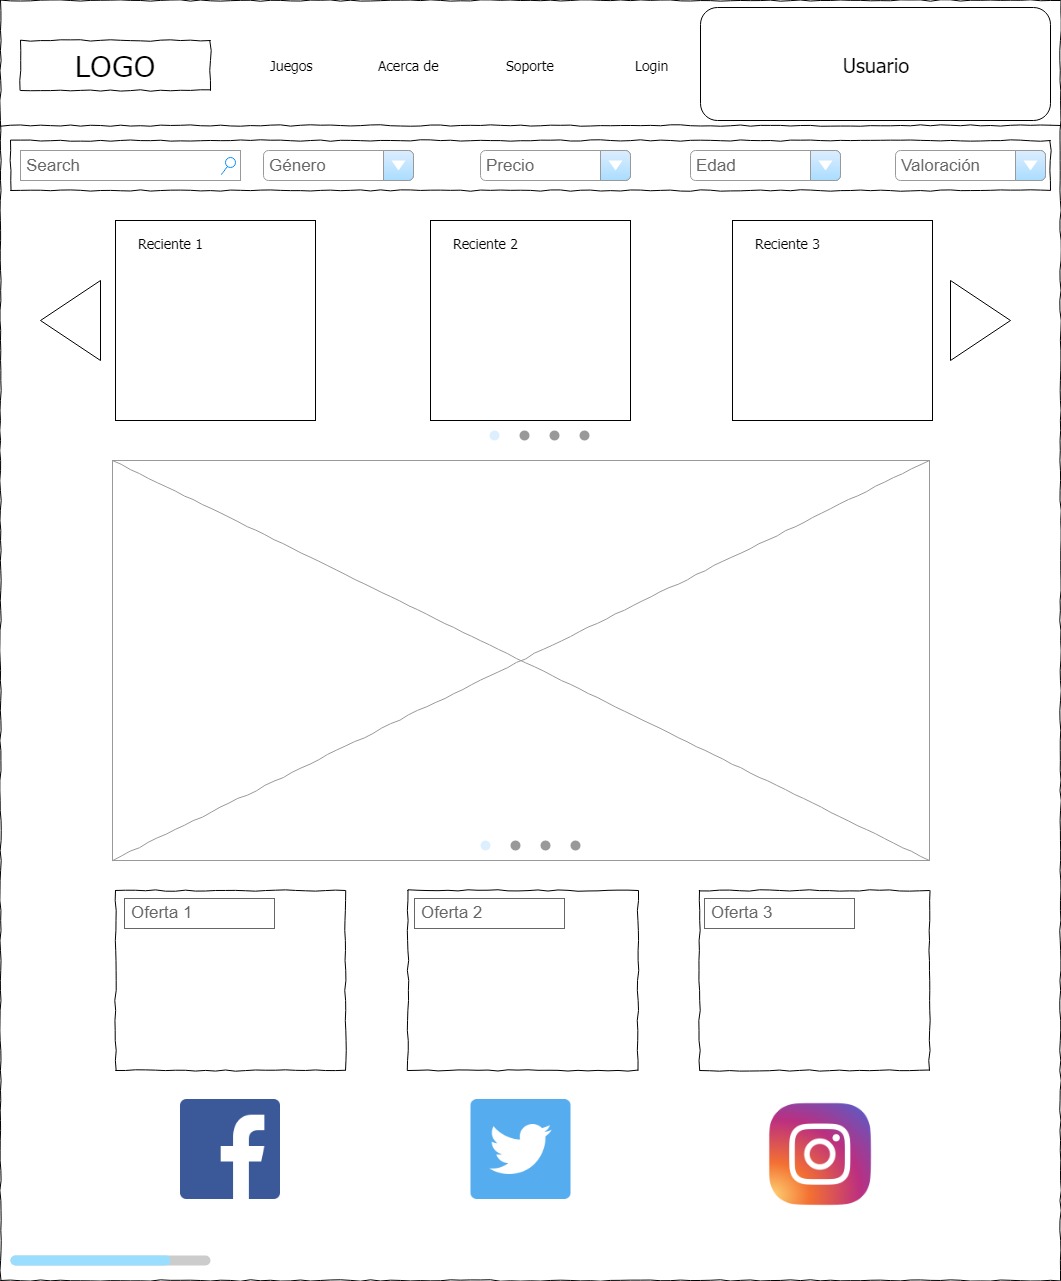 LOGO
Juegos
Acerca de
Soporte
Login
Usuario
Search
Género
Precio
Edad
Valoración
Reciente 1
Reciente 2
Reciente 3
Oferta 1
Oferta 2
Oferta 3